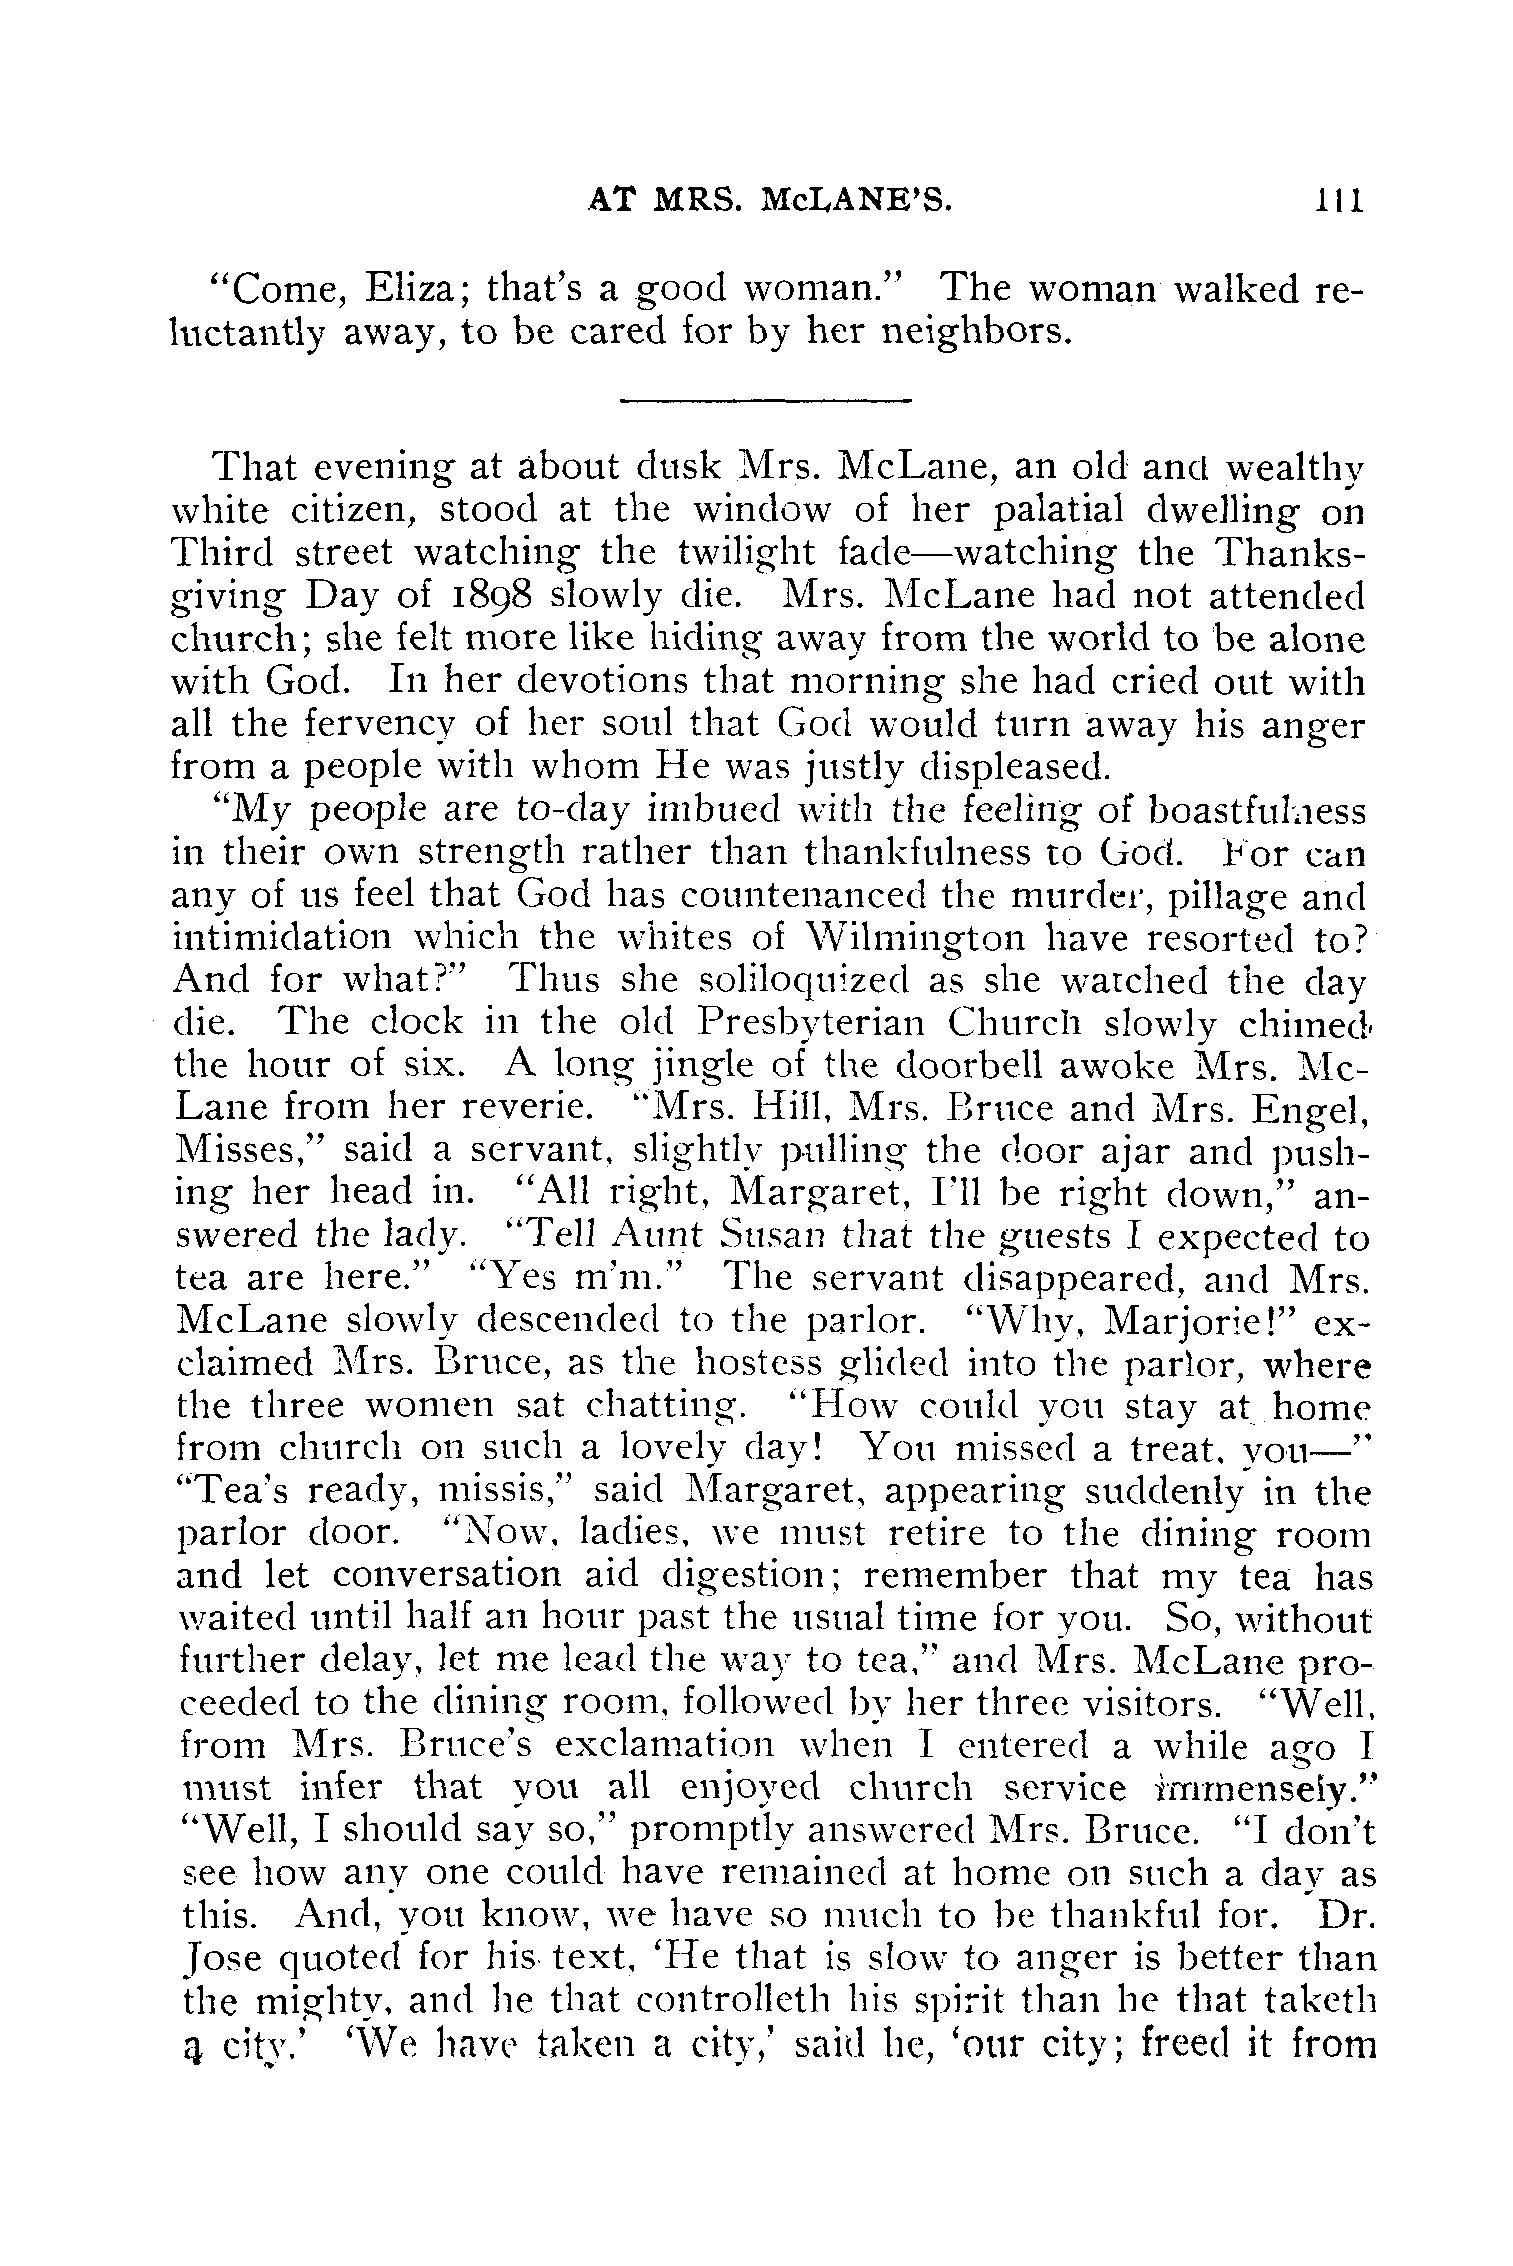 AT MRS. McLANE'S. 111
"Come, Eliza; that's a good woman." The woman walked re-
luctantly away, to be cared for by her neighbors.
That evening at about dusk Mrs. McLane, an old and wealthy
white citizen, stood at the window of her palatial dwelling on
Third street watching the twilight fade—watching the Thanks-
giving Day of 1898 slowly die. Mrs. McLane had not attended
church; she felt more like hiding away from the world to be alone
with God. In her devotions that morning she had cried out with
all the fervency of her soul that God would turn away his anger
from a people with whom He was justly displeased.
"My people are to-day imbued with the feeling of boastfulness
in their own strength rather than thankfulness to God. For can
any of us feel that God has countenanced the murder, pillage and
intimidation which the whites of Wilmington have resorted to?
And for what?" Thus she soliloquized as she watched the day
die. The clock in the old Presbyterian Church slowly chimed
the hour of six. A long jingle of the doorbell awoke Mrs. Mc-
Lane from her reverie. "Mrs. Hill, Mrs. Bruce and Mrs. Engel,
Misses," said a servant, slightly pulling the door ajar and push-
ing her head in. "All right, Margaret, I'll be right down," an-
swered the lady. "Tell Aunt Susan that the guests I expected to
tea are here." "Yes m'm." The servant disappeared, and Mrs.
McLane slowly descended to the parlor. "Why, Marjorie!" ex-
claimed Mrs. Bruce, as the hostess glided into the parlor, where
the three women sat chatting. "How could you stay at home
from church on such a lovely day! You missed a treat, you—"
"Tea's ready, missis," said Margaret, appearing suddenly in the
parlor door. "Now, ladies, we must retire to the dining room
and let conversation aid digestion; remember that my tea has
waited until half an hour past the usual time for you. So, without
further delay, let me lead the way to tea," and Mrs. McLane pro-
ceeded to the dining room, followed by her three visitors. "Well,
from Mrs. Bruce's exclamation when I entered a while ago I
must infer that you all enjoyed church service immensely."
"Well, I should say so," promptly answered Mrs. Bruce. "I don't
see how any one could have remained at home on such a day as
this. And, you know, we have so much to be thankful for. Dr.
Jose quoted for his text, 'He that is slow to anger is better than
the mighty, and he that controlleth his spirit than he that taketh
a city.' 'We have taken a city,' said he, 'our city; freed it from